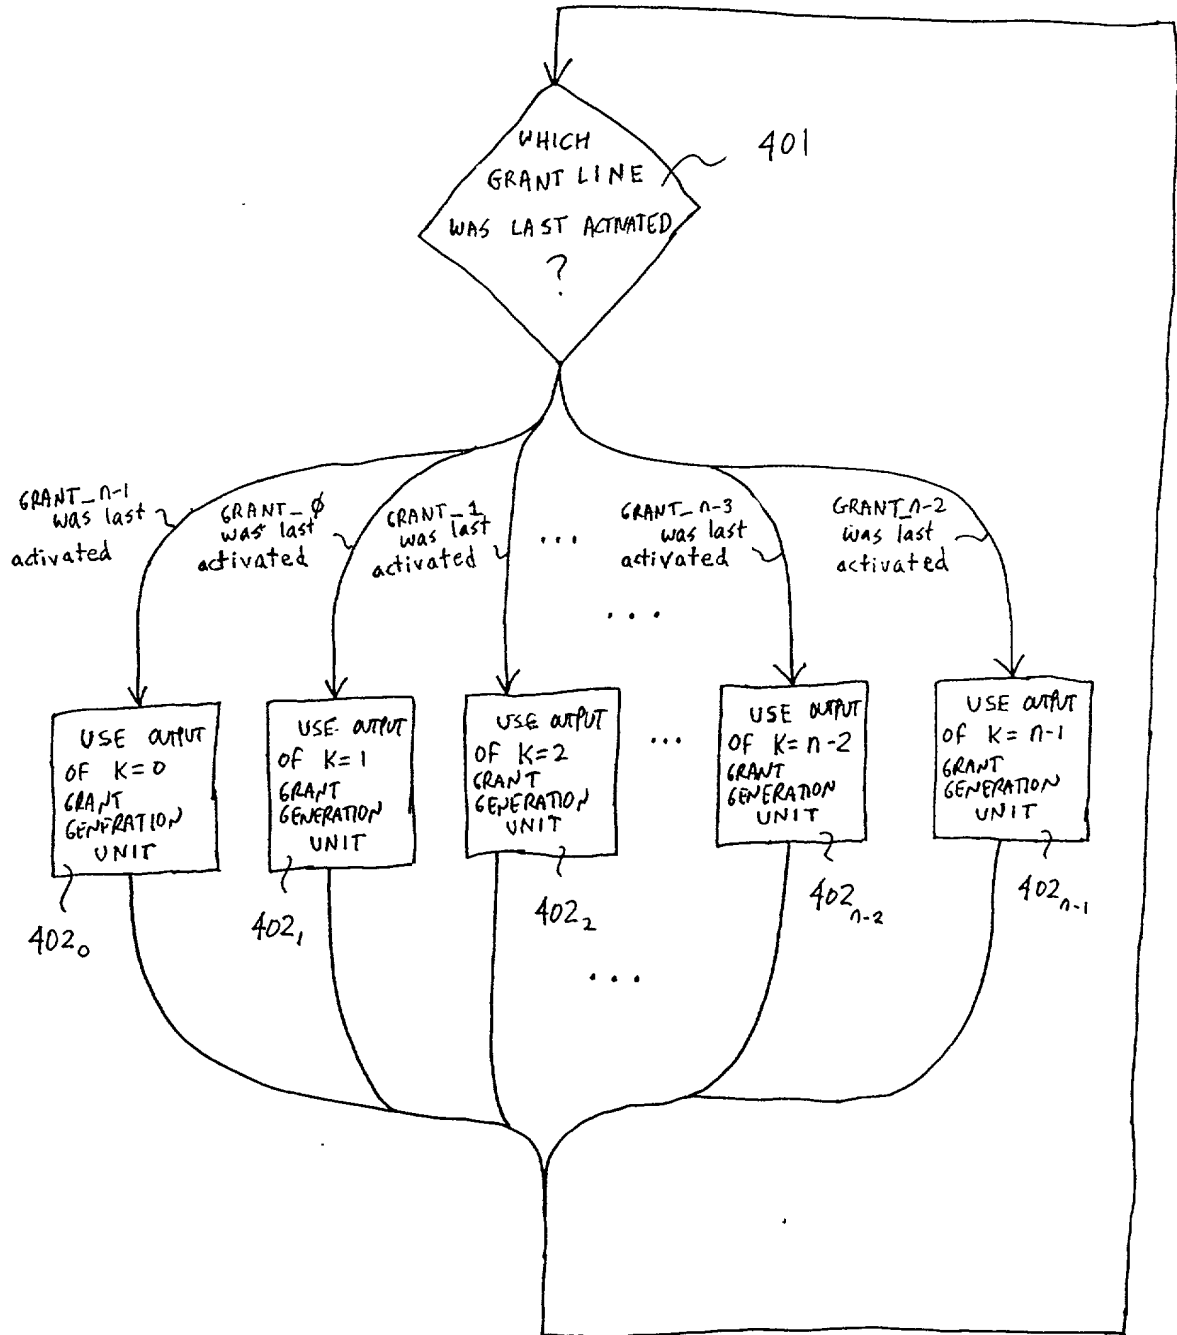 WHICH
GRANT LINE
WAS LAST ACTIVATED
?
401
GRANT_n-1
was last
activated
GRANT_φ
was last
activated
GRANT_1
was last
activated
...
GRANT_n-3
was last
activated
GRANT_n-2
was last
activated
...
USE OUTPUT
OF K=0
GRANT
GENERATION
UNIT
USE OUTPUT
OF K=1
GRANT
GENERATION
UNIT
USE OUTPUT
OF K=2
GRANT
GENERATION
UNIT
...
USE OUTPUT
OF K=n-2
GRANT
GENERATION
UNIT
USE OUTPUT
OF K=n-1
GRANT
GENERATION
UNIT
402₀
402₁
402₂
402ₙ₋₂
402ₙ₋₁
...